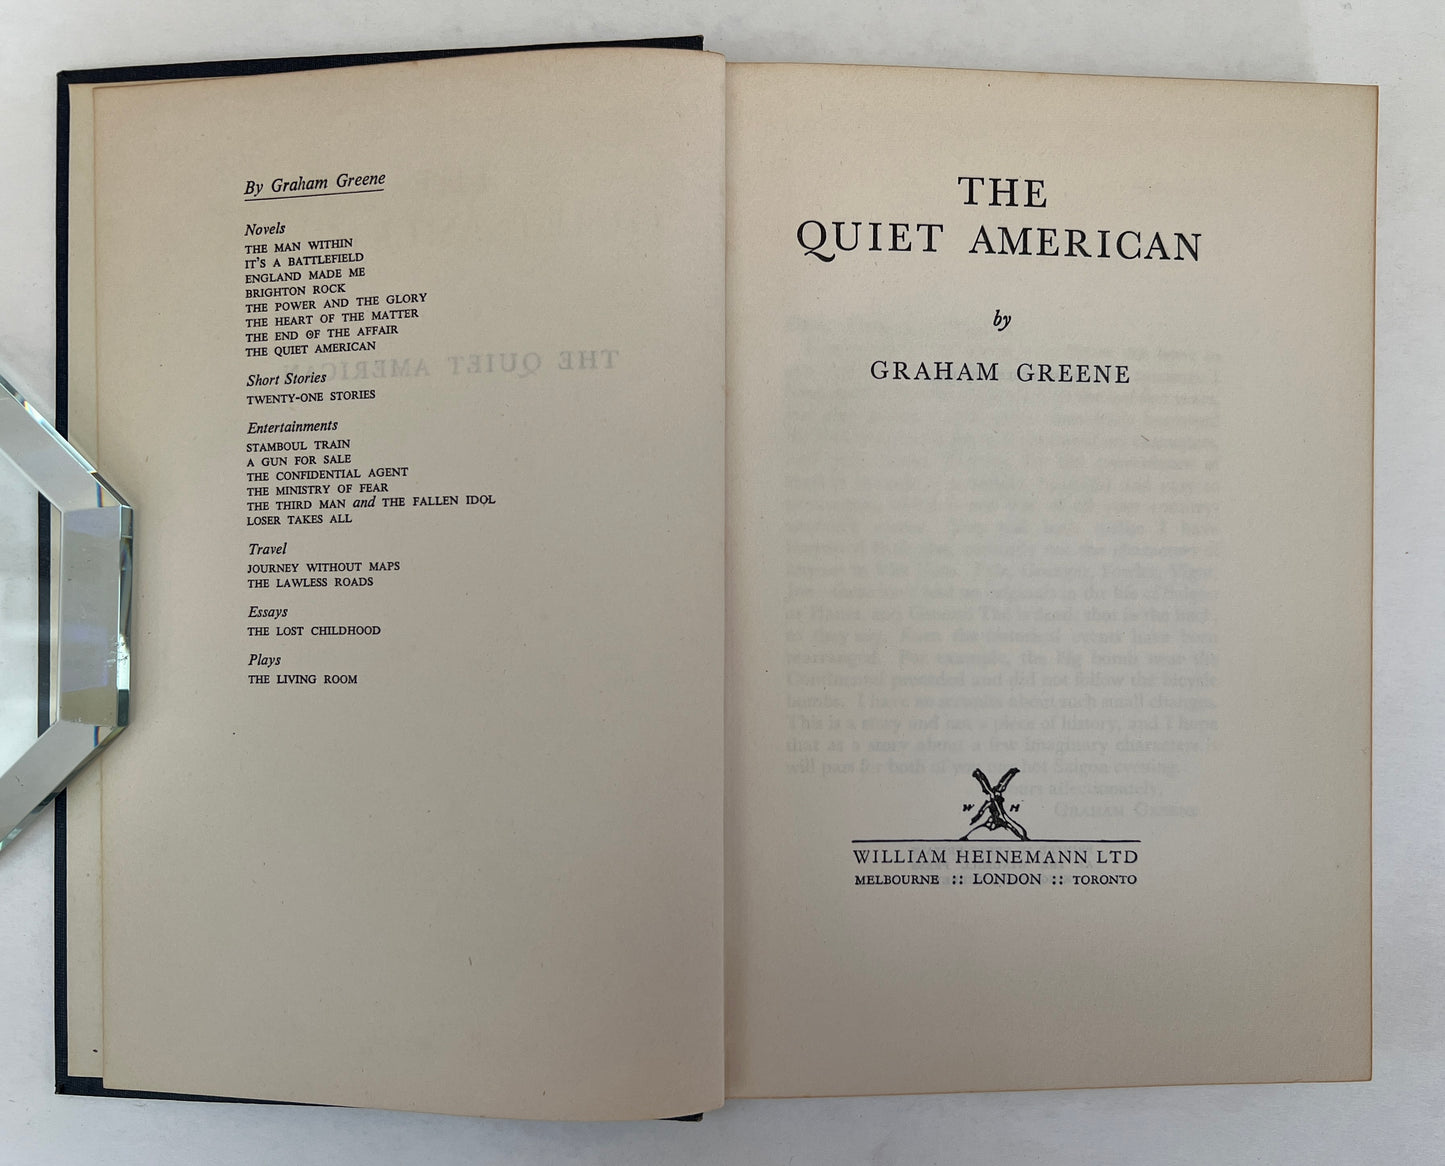 By Graham Greene
Novels
THE MAN WITHIN
IT'S A BATTLEFIELD
ENGLAND MADE ME
BRIGHTON ROCK
THE POWER AND THE GLORY
THE HEART OF THE MATTER
THE END OF THE AFFAIR
THE QUIET AMERICAN
Short Stories
TWENTY-ONE STORIES
Entertainments
STAMBOUL TRAIN
A GUN FOR SALE
THE CONFIDENTIAL AGENT
THE MINISTRY OF FEAR
THE THIRD MAN and THE FALLEN IDOL
LOSER TAKES ALL
Travel
JOURNEY WITHOUT MAPS
THE LAWLESS ROADS
Essays
THE LOST CHILDHOOD
Plays
THE LIVING ROOM
THE
QUIET AMERICAN
by
GRAHAM GREENE
W H
WILLIAM HEINEMANN LTD
MELBOURNE :: LONDON :: TORONTO